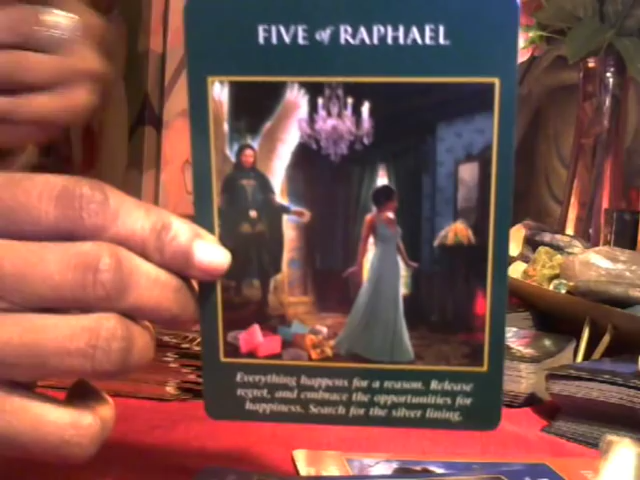 FIVE of RAPHAEL
Everything happens for a reason. Release
regret, and embrace the opportunities for
happiness. Search for the silver lining.